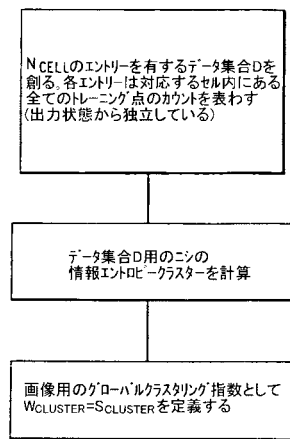 NCELLのエントリーを有するデータ集合Dを
創る。各エントリーは対応するセル内にある
全てのトレーニング点のカウントを表わす
(出力状態から独立している)
データ集合D用のニシの
情報エントロピークラスターを計算
画像用のグローバルクラスタリング指数として
WCLUSTER=SCLUSTERを定義する